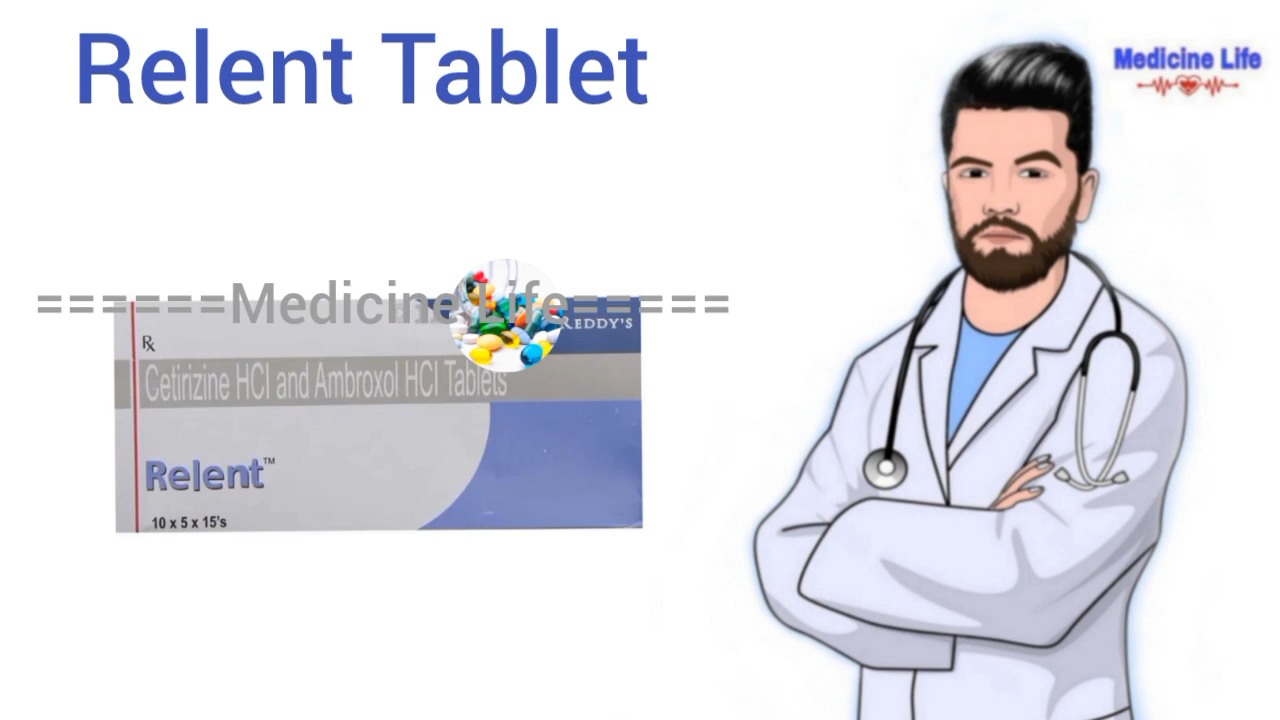 Relent Tablet
Medicine Life
======Medicine Life======
REDDY'S
Rx
Cetirizine HCl and Ambroxol HCl Tablets
Relent™
10 x 5 x 15's